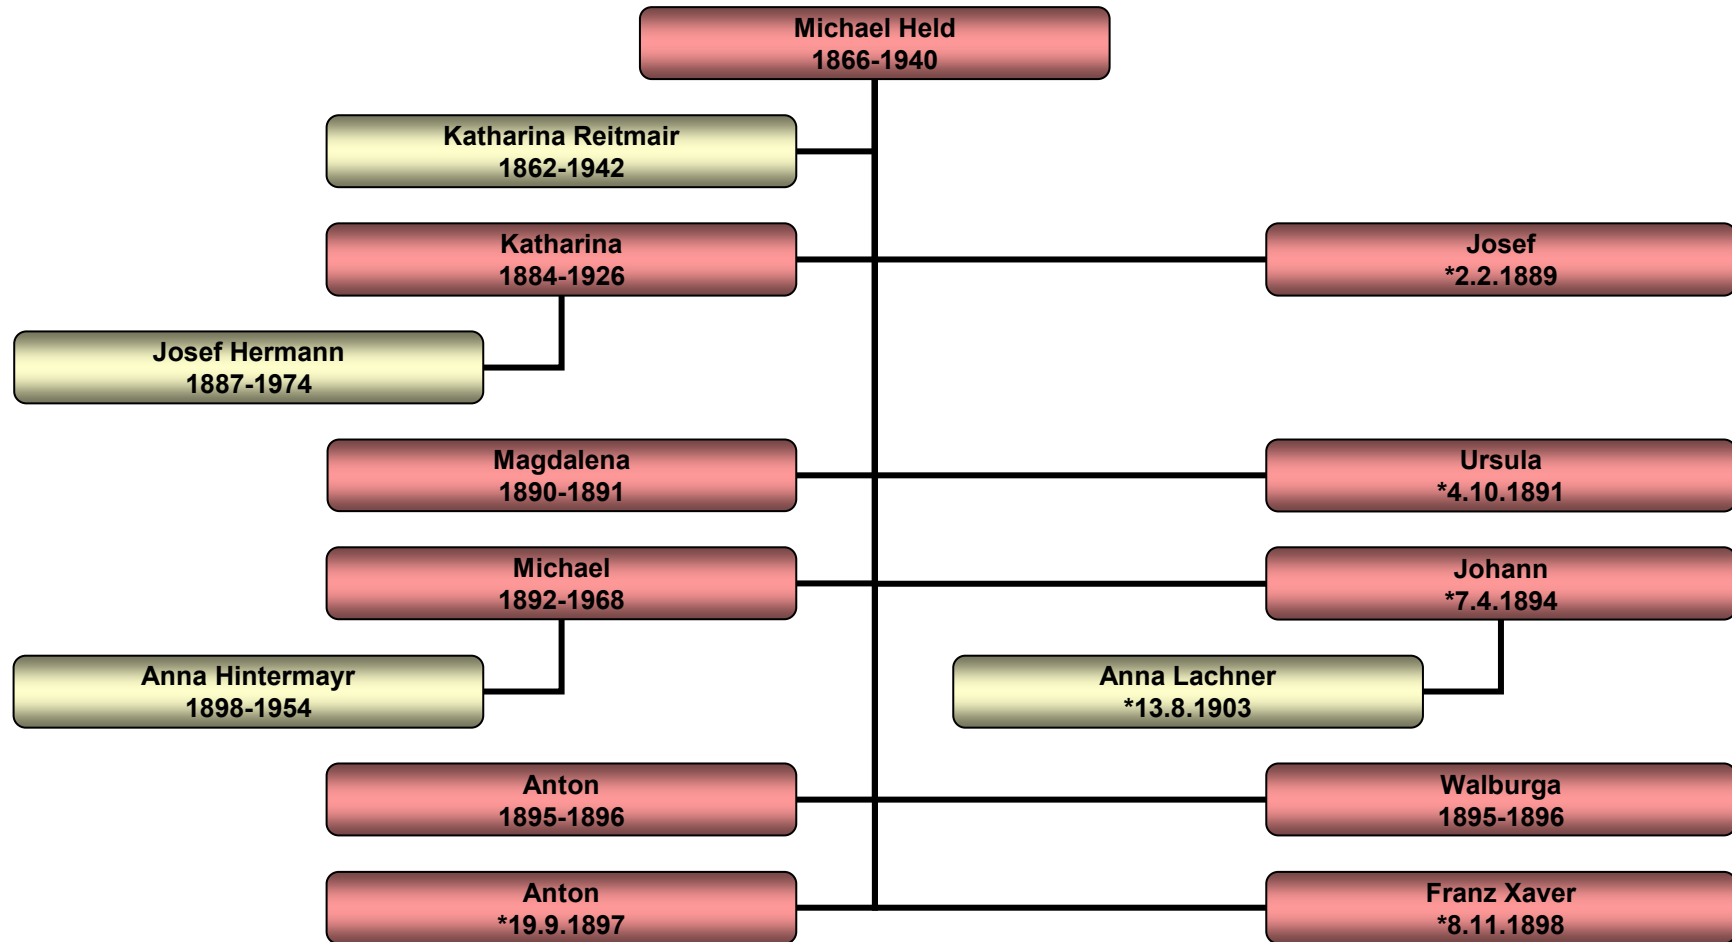 Michael Held
1866-1940
Katharina Reitmair
1862-1942
Katharina
1884-1926
Josef
*2.2.1889
Josef Hermann
1887-1974
Magdalena
1890-1891
Ursula
*4.10.1891
Michael
1892-1968
Johann
*7.4.1894
Anna Hintermayr
1898-1954
Anna Lachner
*13.8.1903
Anton
1895-1896
Walburga
1895-1896
Anton
*19.9.1897
Franz Xaver
*8.11.1898